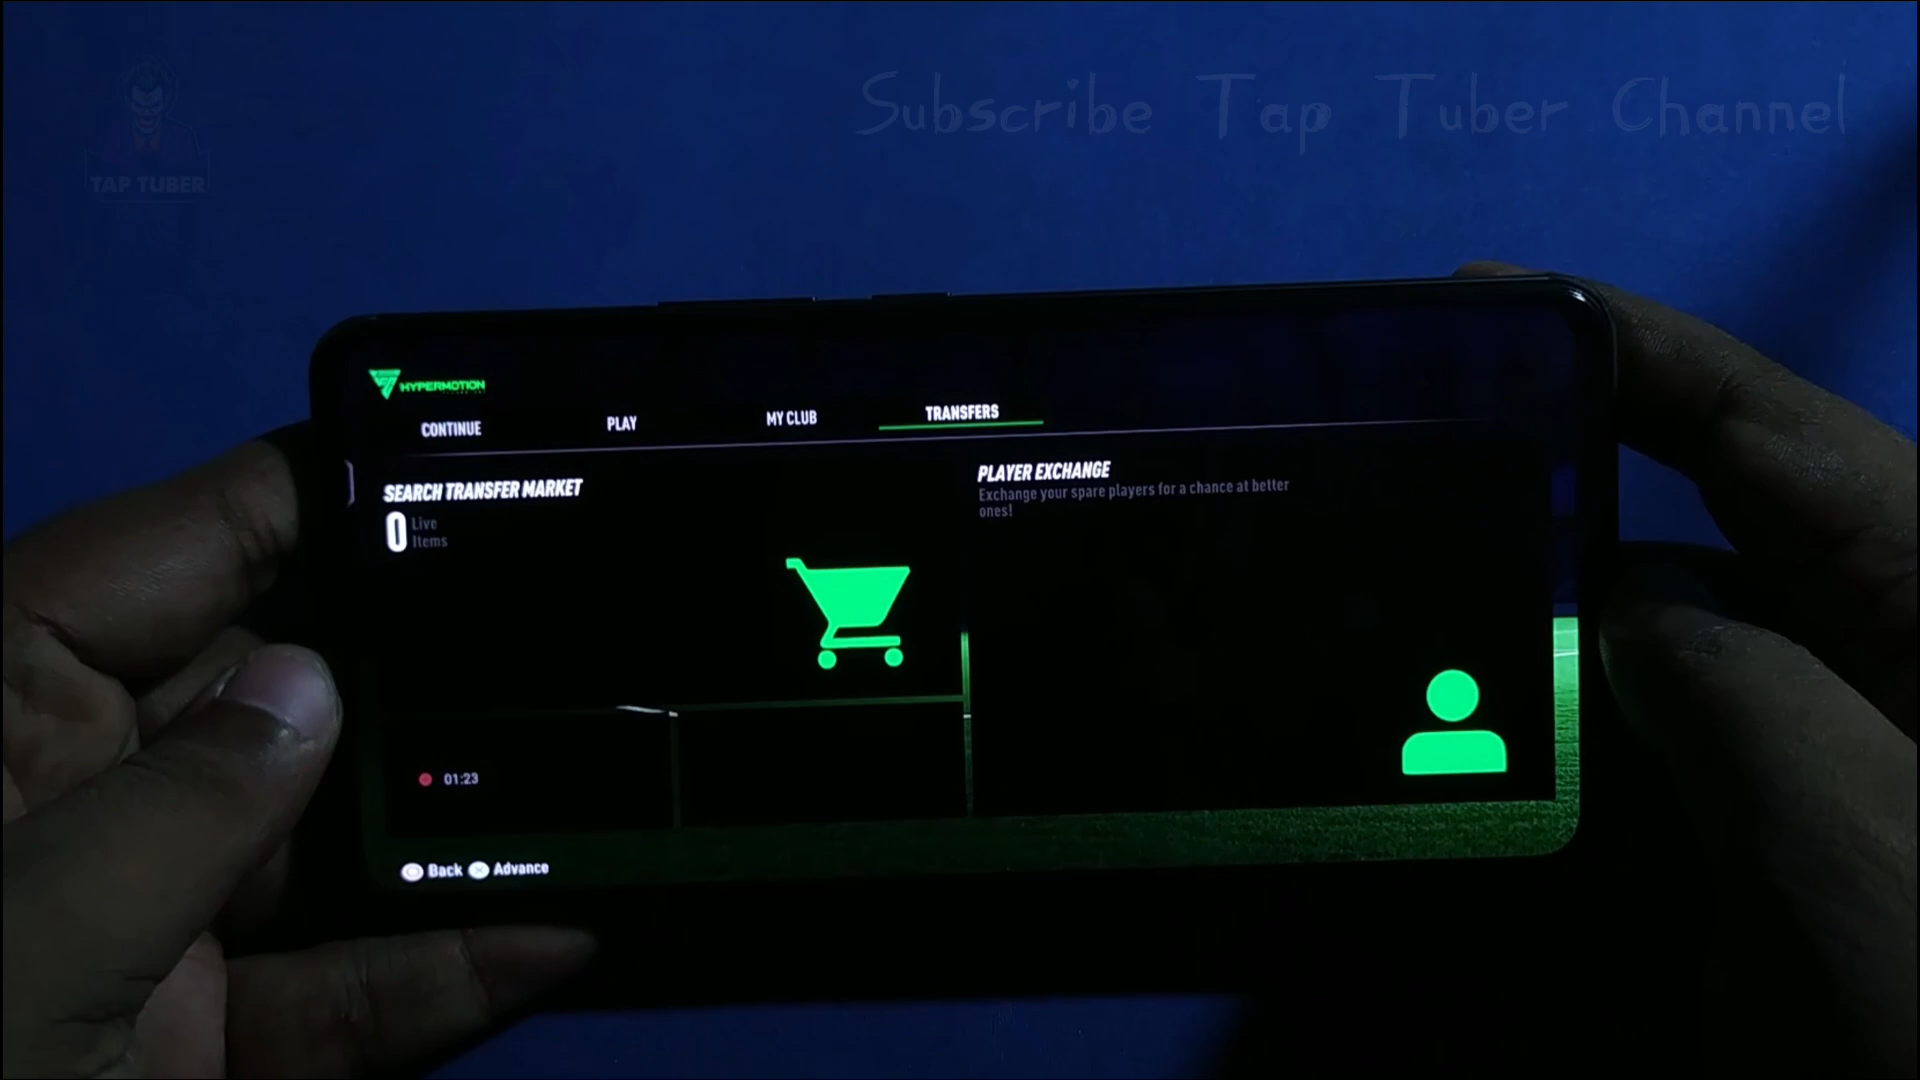 Subscribe Tap Tuber Channel
TAP TUBER
HYPERMOTION
CONTINUE
PLAY
MY CLUB
TRANSFERS
SEARCH TRANSFER MARKET
0 Live
Items
PLAYER EXCHANGE
Exchange your spare players for a chance at better
ones!
01:23
Back Advance